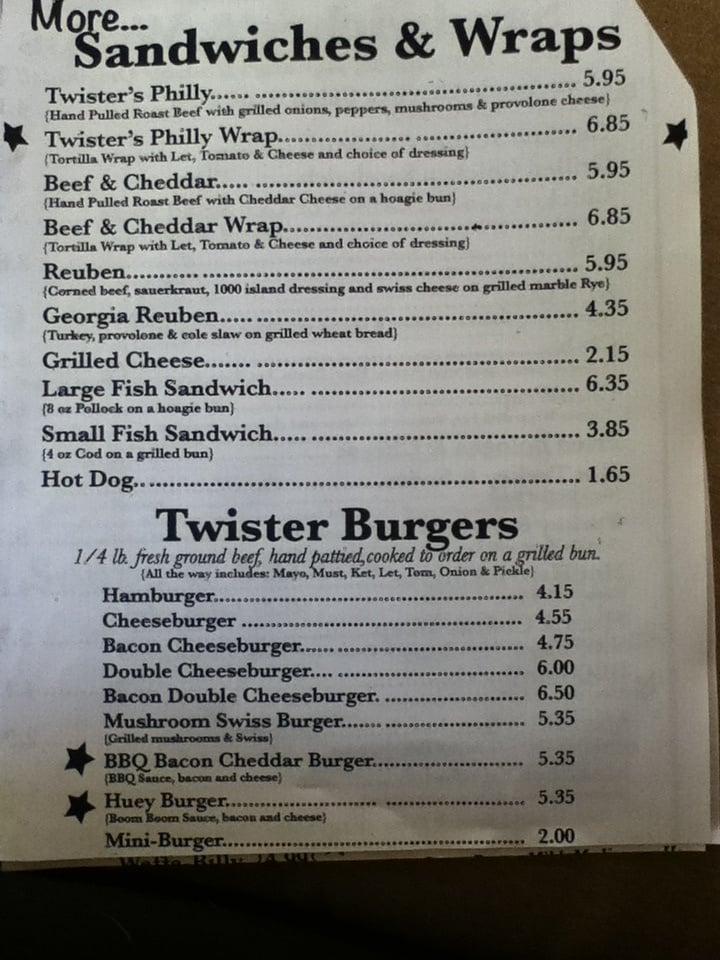 More...
Sandwiches & Wraps
Twister's Philly...... ................................................ 5.95
{Hand Pulled Roast Beef with grilled onions, peppers, mushrooms & provolone cheese}
Twister's Philly Wrap...................... ........................ 6.85
{Tortilla Wrap with Let, Tomato & Cheese and choice of dressing}
Beef & Cheddar..... ................................................ 5.95
{Hand Pulled Roast Beef with Cheddar Cheese on a hoagie bun}
Beef & Cheddar Wrap............................................. 6.85
{Tortilla Wrap with Let, Tomato & Cheese and choice of dressing}
Reuben........... ........................................................ 5.95
{Corned beef, sauerkraut, 1000 island dressing and swiss cheese on grilled marble Rye}
Georgia Reuben..... ................................................ 4.35
{Turkey, provolone & cole slaw on grilled wheat bread}
Grilled Cheese....... ................................................ 2.15
Large Fish Sandwich..... ........................................ 6.35
{8 oz Pollock on a hoagie bun}
Small Fish Sandwich..... ........................................ 3.85
{4 oz Cod on a grilled bun}
Hot Dog.. ................................................................ 1.65
Twister Burgers
1/4 lb. fresh ground beef, hand pattied,cooked to order on a grilled bun.
{All the way includes: Mayo, Must, Ket, Let, Tom, Onion & Pickle}
Hamburger.................................................... 4.15
Cheeseburger ................................................ 4.55
Bacon Cheeseburger...... ................................ 4.75
Double Cheeseburger.... ................................ 6.00
Bacon Double Cheeseburger. ........................ 6.50
Mushroom Swiss Burger....... ........................ 5.35
{Grilled mushrooms & Swiss}
BBQ Bacon Cheddar Burger.......................... 5.35
{BBQ Sauce, bacon and cheese}
Huey Burger.......................... ........................ 5.35
{Boom Boom Sauce, bacon and cheese}
Mini-Burger.................................................. 2.00